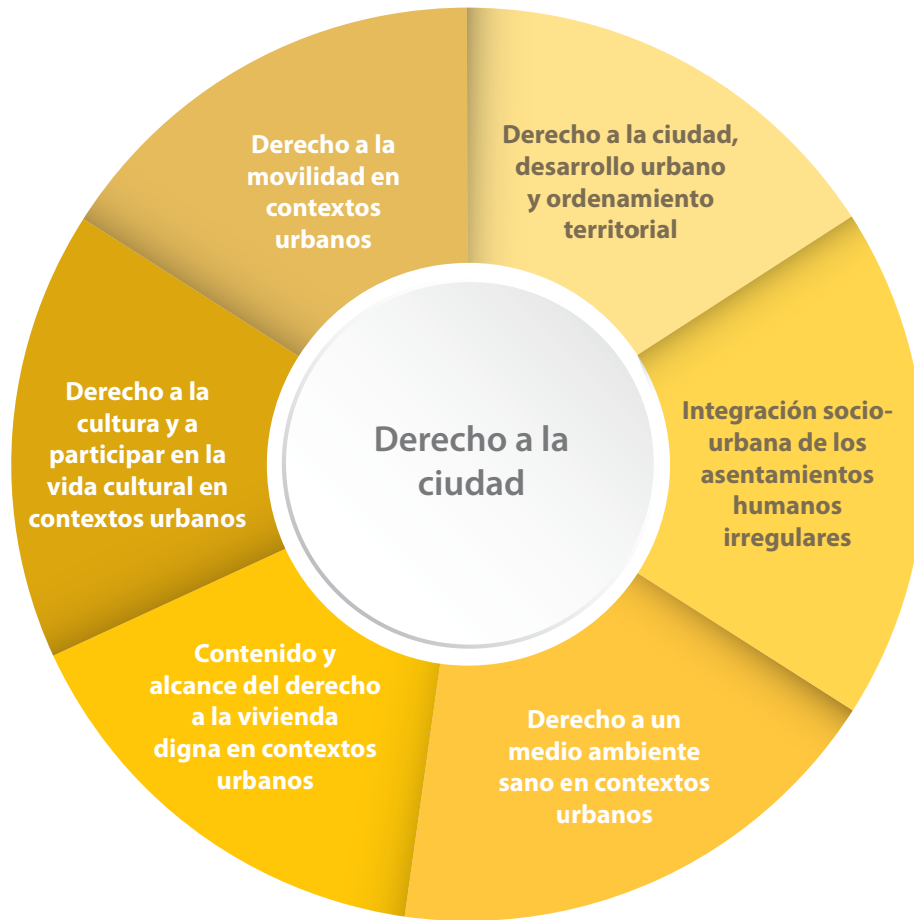 Derecho a la
movilidad en
contextos
urbanos
Derecho a la ciudad,
desarrollo urbano
y ordenamiento
territorial
Integración socio-
urbana de los
asentamientos
humanos
irregulares
Derecho a un
medio ambiente
sano en contextos
urbanos
Contenido y
alcance del derecho
a la vivienda
digna en contextos
urbanos
Derecho a la
cultura y a
participar en la
vida cultural en
contextos urbanos
Derecho a la
ciudad